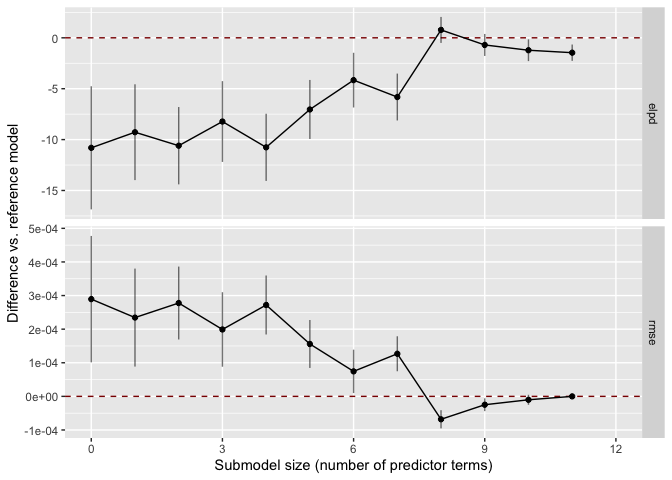 Difference vs. reference model
0
-5
-10
-15
elpd
5e-04
4e-04
3e-04
2e-04
1e-04
0e+00
-1e-04
rmse
0 3 6 9 12
Submodel size (number of predictor terms)